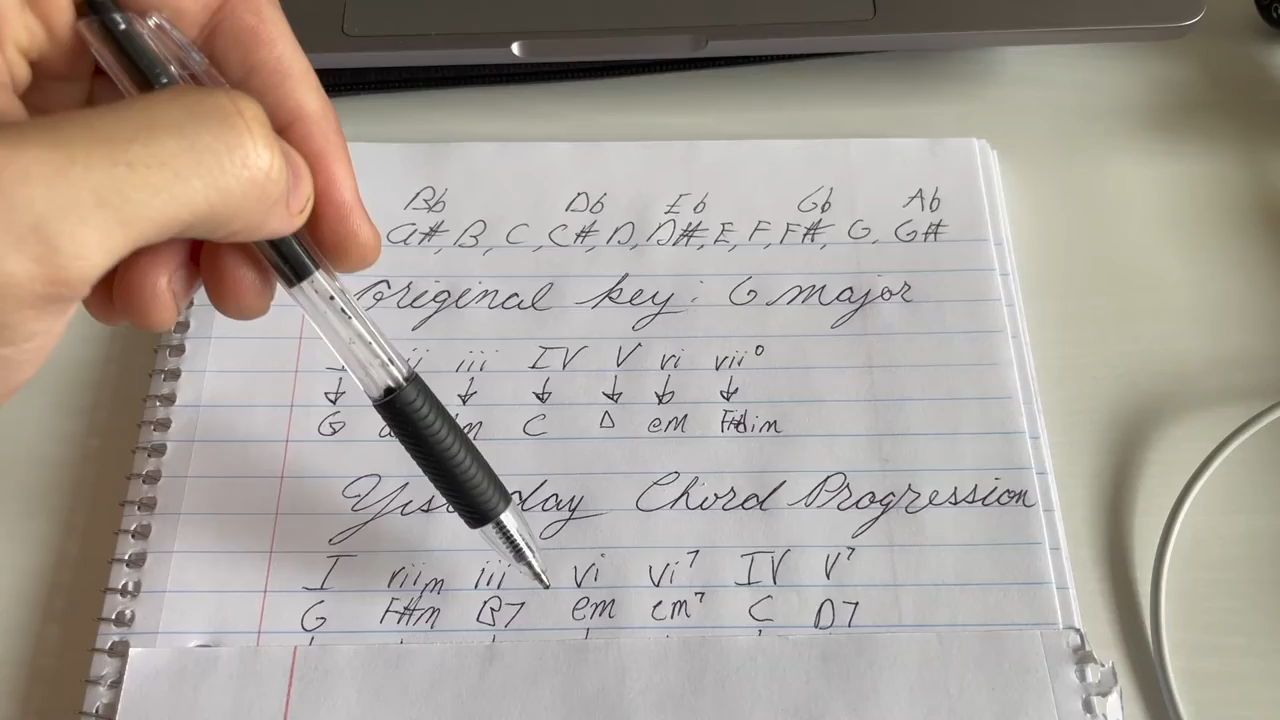 Bb Db Eb Gb Ab
a#, B, C, C#, D, D#, E, F, F#, G, G#
Original key: G major
iii IV V vi vii°
G C D em F#dim
Chord Progression
I viim iii vi vi7 IV V7
G F#m B7 em em7 C D7